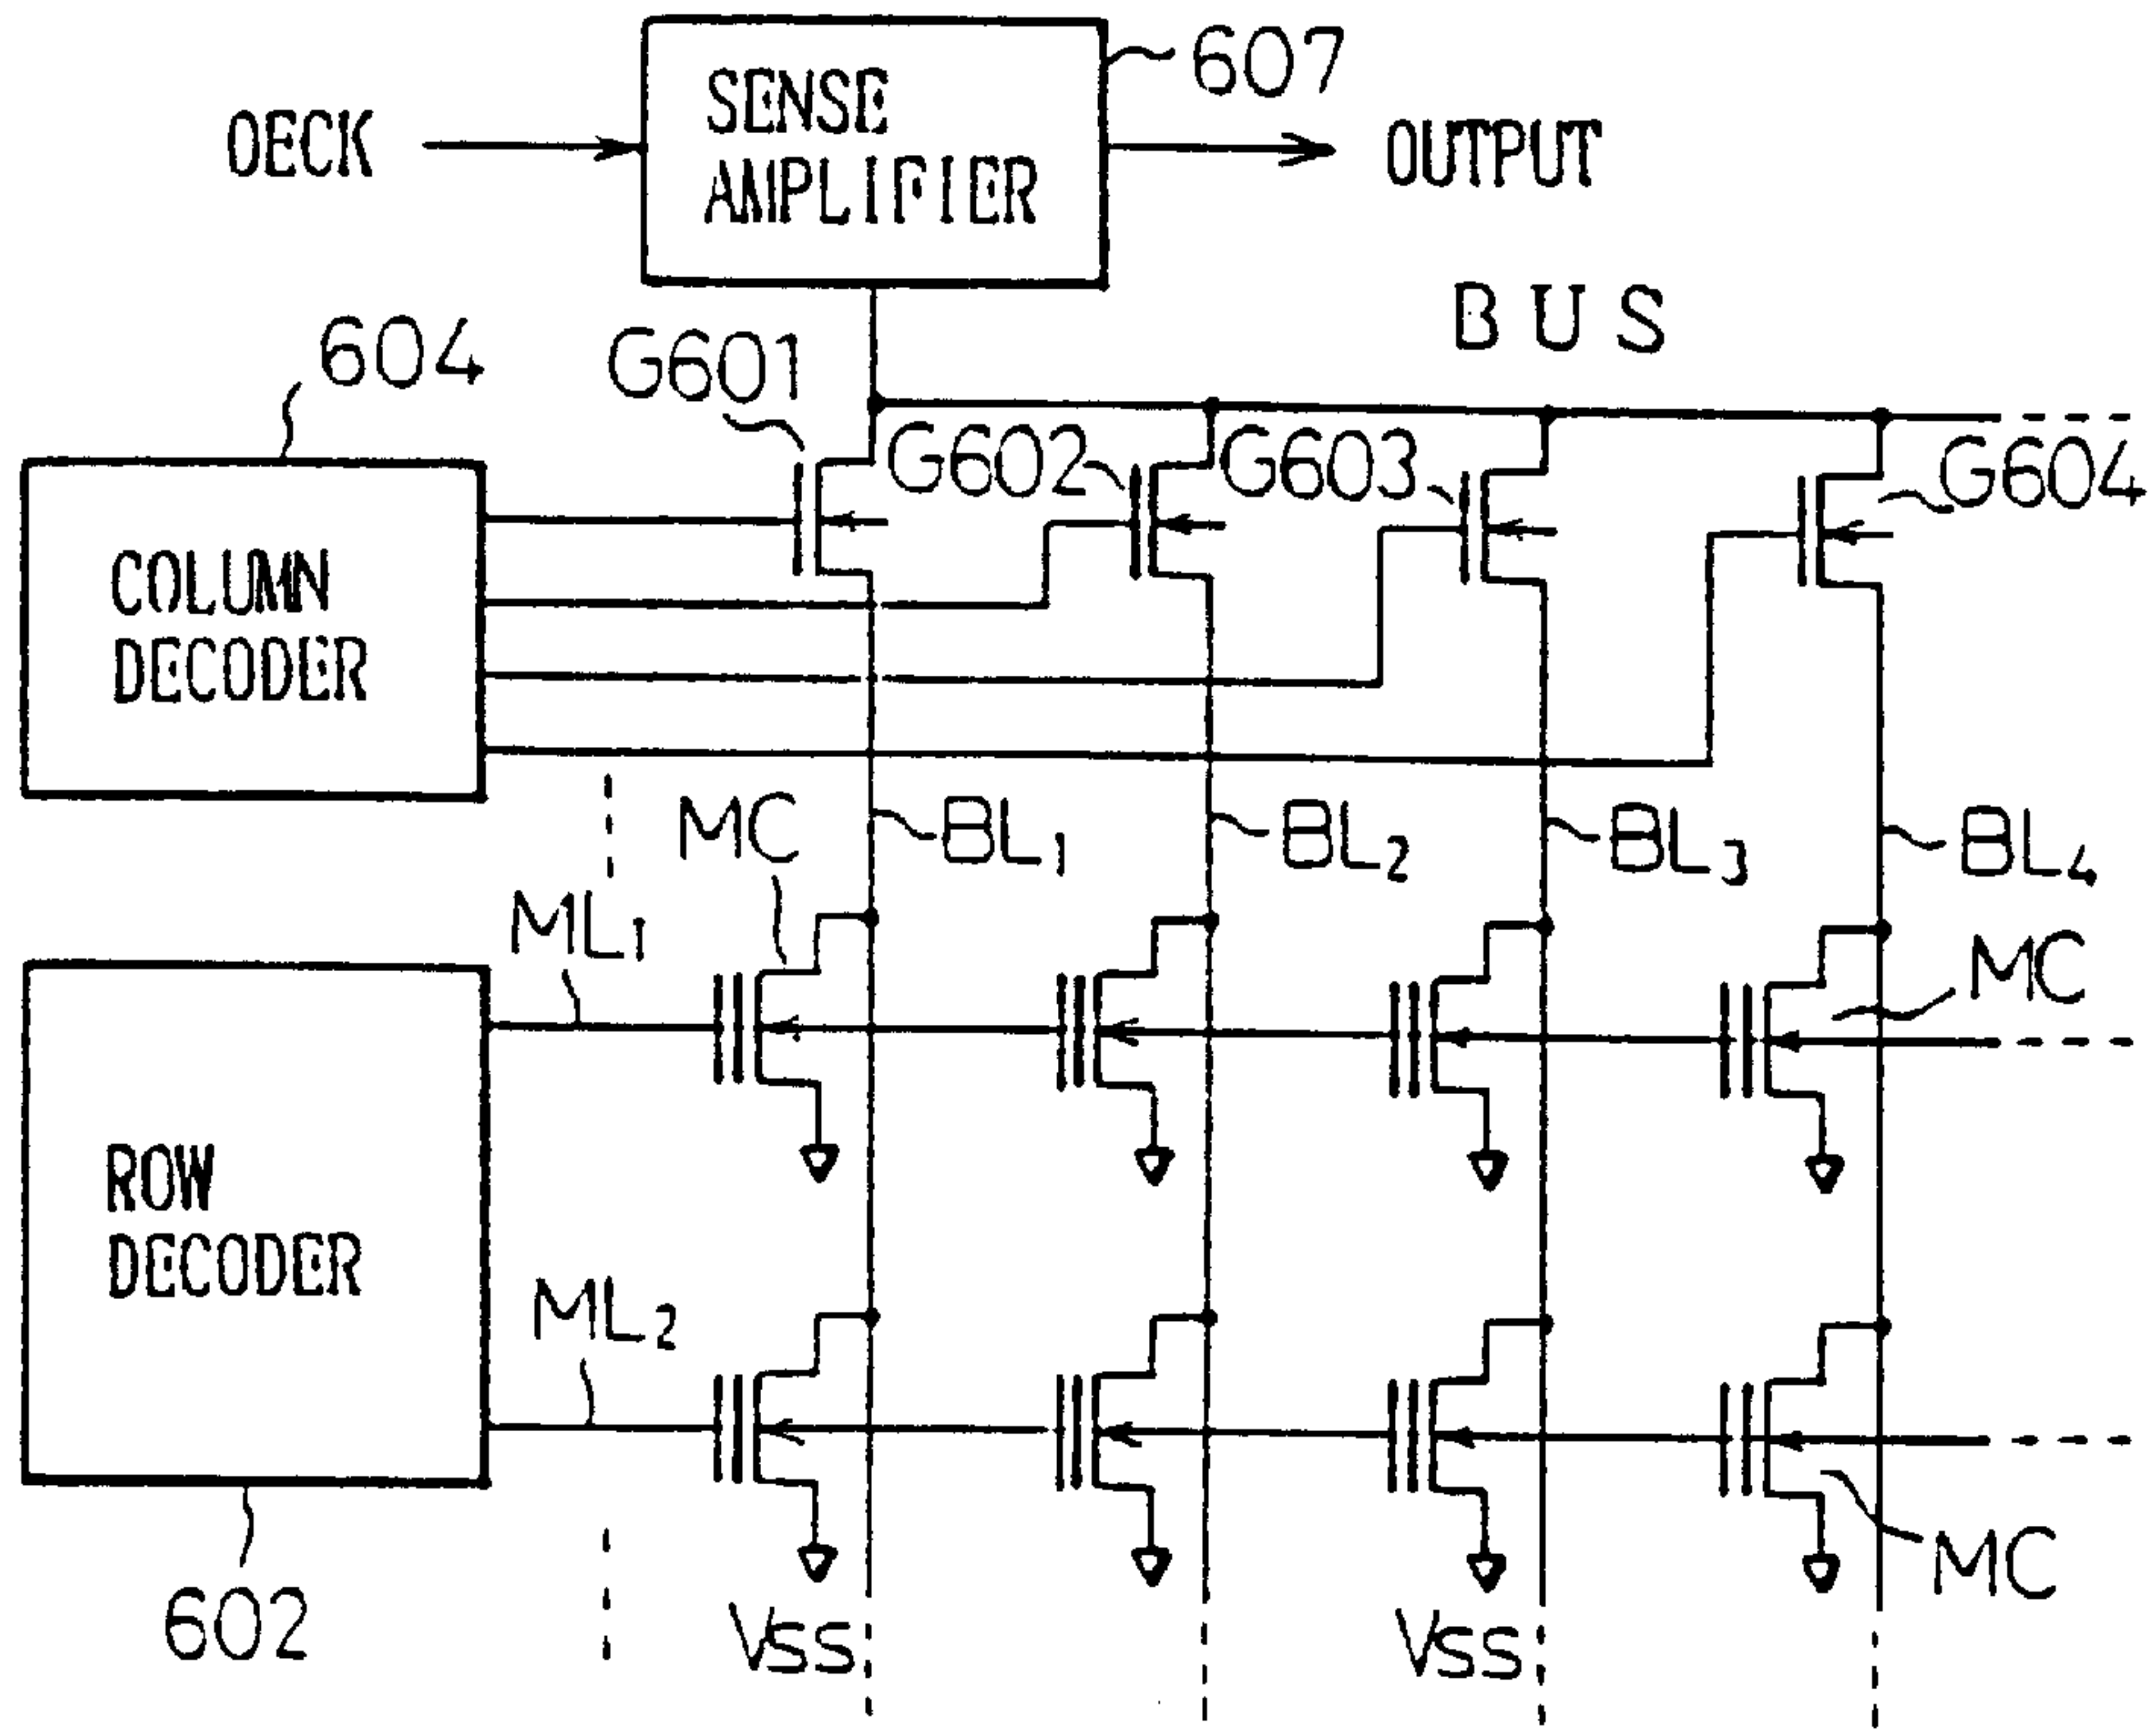 607
SENSE
AMPLIFIER
OECK
OUTPUT
BUS
604
G601
G602
G603
G604
COLUMN
DECODER
MC
BL1
BL2
BL3
BL4
ML1
MC
ROW
DECODER
ML2
MC
602
VSS
VSS